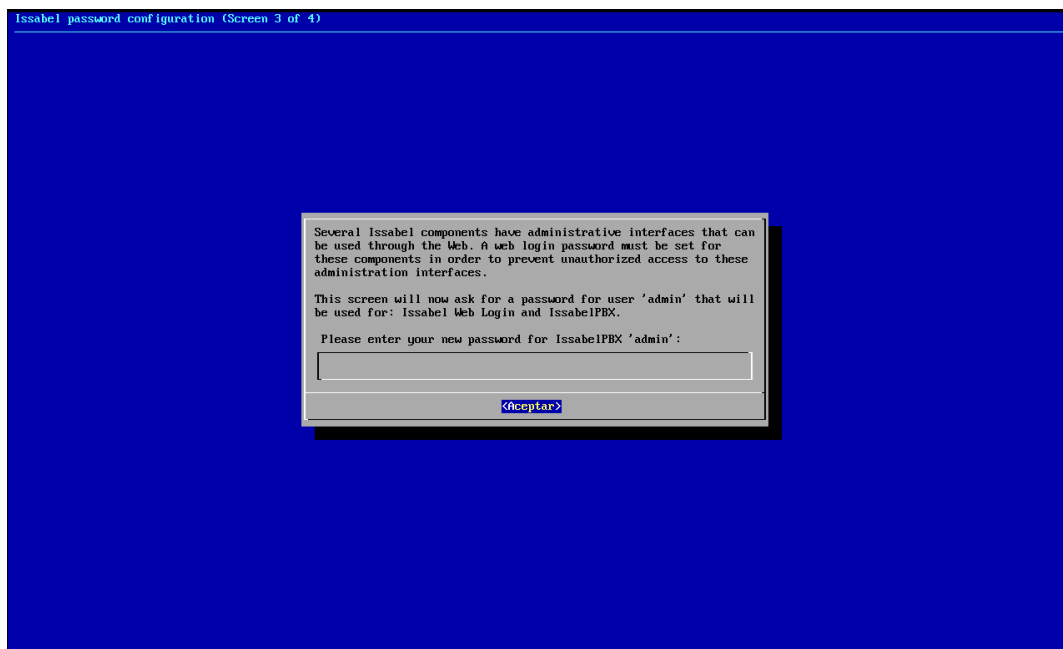 Issabel password configuration (Screen 3 of 4)
Several Issabel components have administrative interfaces that can
be used through the Web. A web login password must be set for
these components in order to prevent unauthorized access to these
administration interfaces.
This screen will now ask for a password for user 'admin' that will
be used for: Issabel Web Login and IssabelPBX.
Please enter your new password for IssabelPBX 'admin':
<Aceptar>